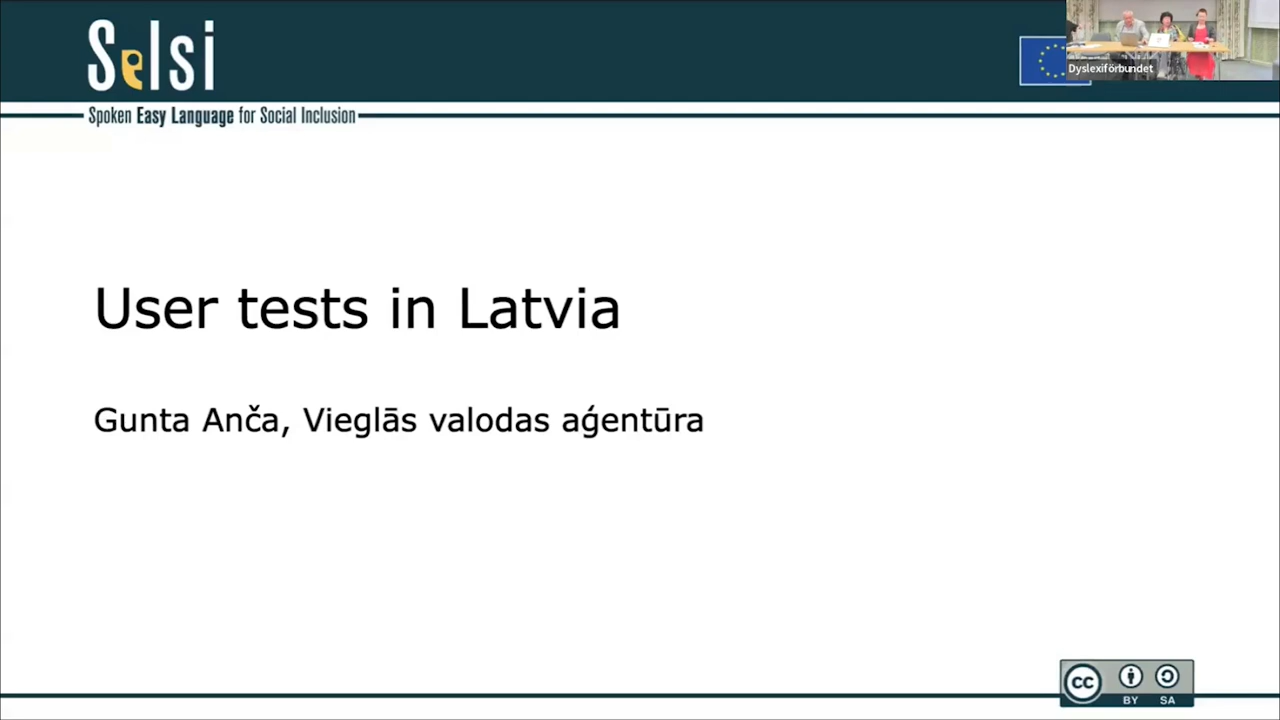 Selsi
Spoken Easy Language for Social Inclusion
Dyslexiförbundet
User tests in Latvia
Gunta Anča, Vieglās valodas aģentūra
CC
BY SA